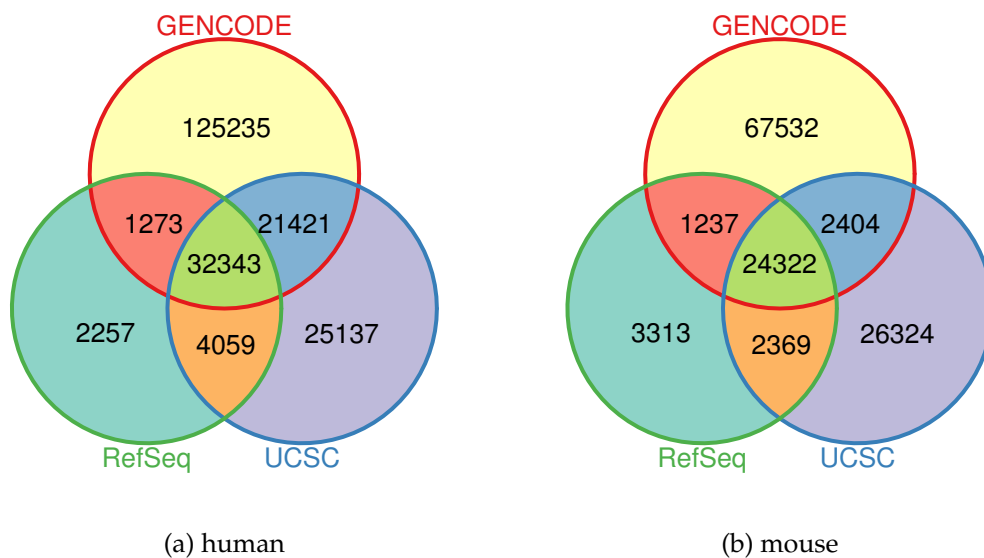 GENCODE
125235
1273
21421
32343
2257
4059
25137
RefSeq
UCSC
(a) human
GENCODE
67532
1237
2404
24322
3313
2369
26324
RefSeq
UCSC
(b) mouse